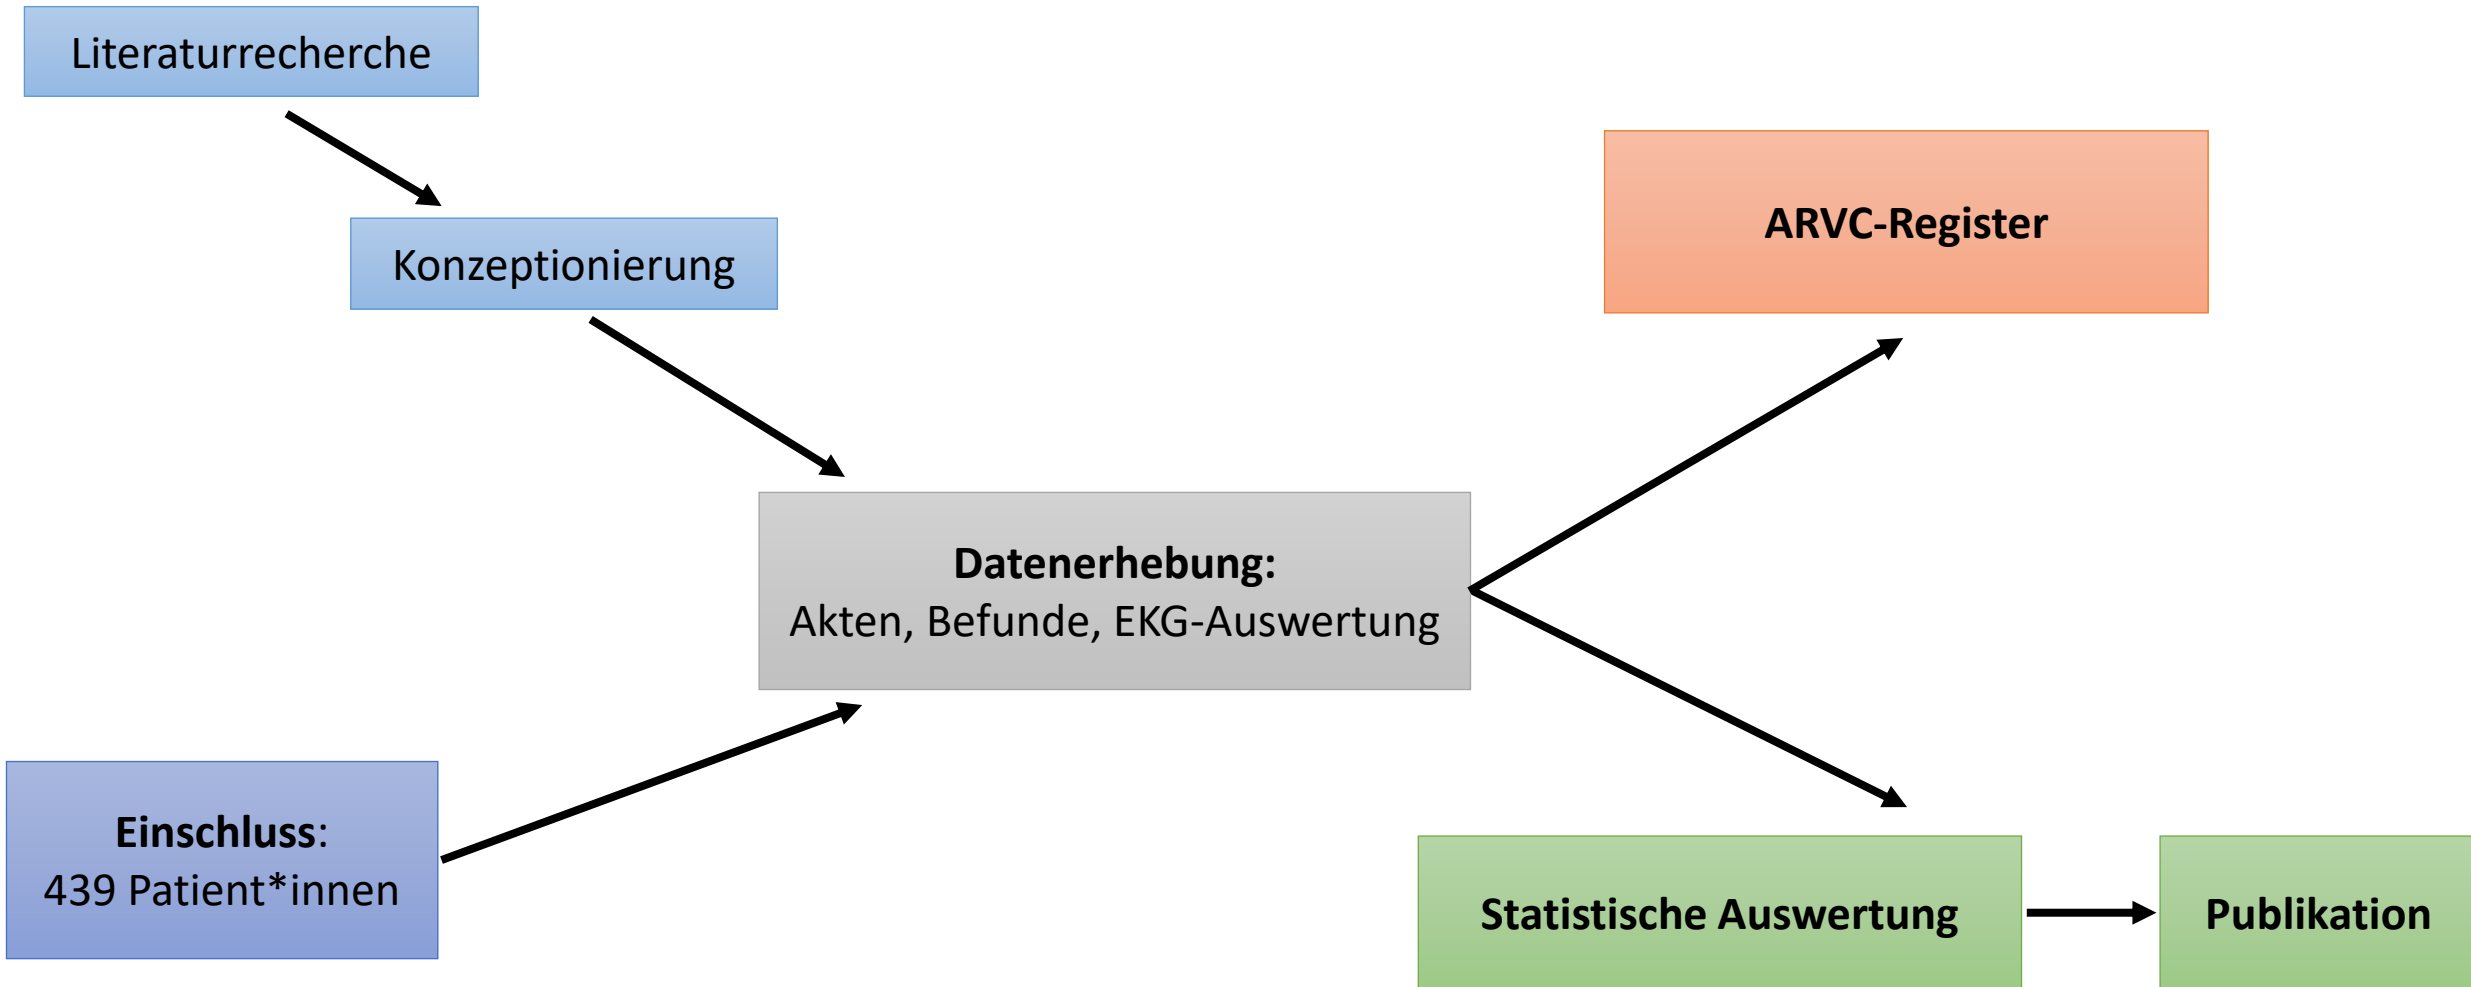 Literaturrecherche
Konzeptionierung
ARVC-Register
Datenerhebung:
Akten, Befunde, EKG-Auswertung
Einschluss:
439 Patient*innen
Statistische Auswertung
Publikation